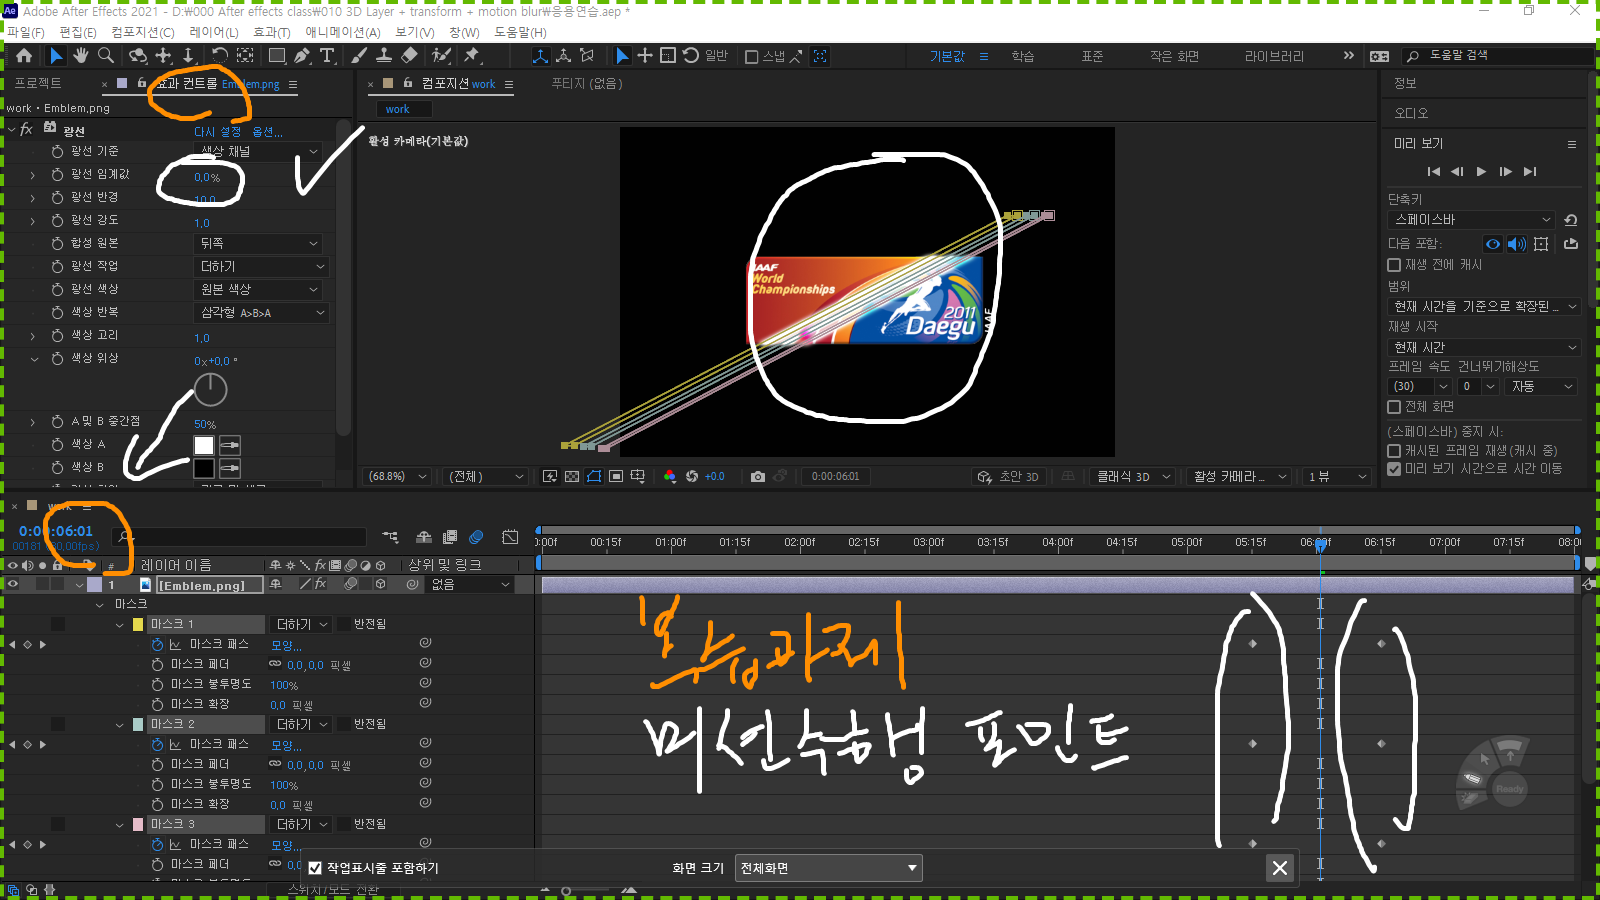 Adobe After Effects 2021 - D:\000 After effects class\010 3D Layer + transform + motion blur\응용연습.aep *
파일(F) 편집(E) 컴포지션(C) 레이어(L) 효과(T) 애니메이션(A) 보기(V) 창(W) 도움말(H)
일반 스냅 기본값 학습 표준 작은 화면 라이브러리 도움말 검색
프로젝트 효과 컨트롤 Emblem.png 컴포지션 work 푸티지 (없음) 정보
work • Emblem.png work
오디오
fx 광선 다시 설정 옵션... 활성 카메라(기본값) 미리 보기
광선 기준 색상 채널
광선 임계값 0.0%
광선 반경 10.0 단축키
광선 강도 1.0 스페이스바
합성 원본 뒤쪽 다음 포함:
광선 작업 더하기 재생 전에 캐시
광선 색상 원본 색상 범위
색상 반복 삼각형 A>B>A 현재 시간을 기준으로 확장된 ...
색상 고리 1.0 재생 시작
색상 위상 0x+0.0° 현재 시간
프레임 속도 건너뛰기 해상도
(30) 0 자동
전체 화면
A 및 B 중간점 50%
(스페이스바) 중지 시:
색상 A 캐시된 프레임 재생(캐시 중)
색상 B 미리 보기 시간으로 시간 이동
IAAF
World
Championships
2011
Daegu
IAAF
(68.8%) (전체) +0.0 0:00:06:01 초안 3D 클래식 3D 활성 카메라... 1 뷰
work
0:00:06:01
:00f 00:15f 01:00f 01:15f 02:00f 02:15f 03:00f 03:15f 04:00f 04:15f 05:00f 05:15f 06:00f 06:15f 07:00f 07:15f 08:0
# 레이어 이름 fx 상위 및 링크
1 [Emblem.png] fx 없음
마스크
마스크 1 더하기 반전됨
마스크 패스 모양...
마스크 페더 0.0,0.0 픽셀
마스크 불투명도 100%
마스크 확장 0.0 픽셀
마스크 2 더하기 반전됨
마스크 패스 모양...
마스크 페더 0.0,0.0 픽셀
마스크 불투명도 100%
마스크 확장 0.0 픽셀
마스크 3 더하기 반전됨
마스크 패스 모양...
마스크 페더 0.0
미션수행 포인트
Ready
작업표시줄 포함하기 화면 크기 전체화면
스위치/모드 전환